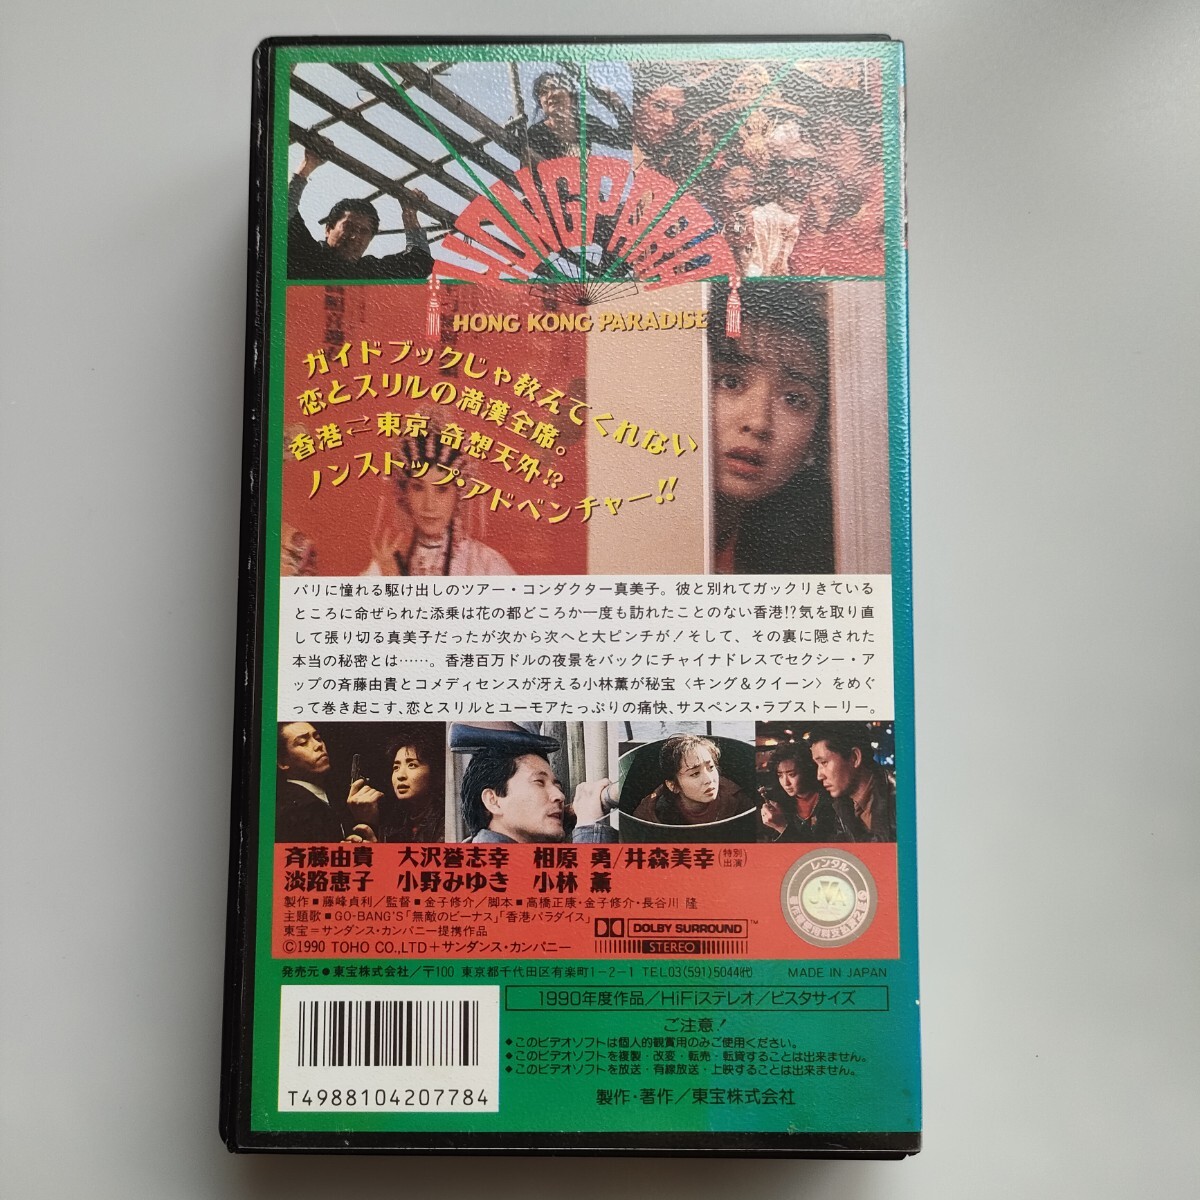 HONGPARA
HONG KONG PARADISE
ガイドブックじゃ教えてくれない
恋とスリルの満漢全席。
香港⇄東京 奇想天外!?
ノンストップ・アドベンチャー!!
パリに憧れる駆け出しのツアー・コンダクター真美子。彼と別れてガックリきている
ところに命ぜられた添乗は花の都どころか一度も訪れたことのない香港!?気を取り直
して張り切る真美子だったが次から次へと大ピンチが!そして、その裏に隠された
本当の秘密とは……。香港百万ドルの夜景をバックにチャイナドレスでセクシー・ア
ップの斉藤由貴とコメディセンスが冴える小林薫が秘宝〈キング&クイーン〉をめぐ
って巻き起こす、恋とスリルとユーモアたっぷりの痛快、サスペンス・ラブストーリー。
斉藤由貴 大沢誉志幸 相原 勇/井森美幸(特別出演)
淡路恵子 小野みゆき 小林 薫
製作■藤峰貞利/監督■金子修介/脚本■高橋正康・金子修介・長谷川 隆
主題歌■GO-BANG'S「無敵のビーナス」「香港パラダイス」
東宝=サンダンス・カンパニー提携作品
©1990 TOHO CO.,LTD+サンダンス・カンパニー
DOLBY SURROUND™
STEREO
レンタル
発売元●東宝株式会社/〒100 東京都千代田区有楽町1-2-1 TEL03(591)5044(代) MADE IN JAPAN
1990年度作品/HiFiステレオ/ビスタサイズ
ご注意!
◆このビデオソフトは個人的観賞用のみご使用ください。
◆このビデオソフトを複製・改変・転売・転貸することは出来ません。
◆このビデオソフトを放送・有線放送・上映することは出来ません。
製作・著作/東宝株式会社
T4988104207784